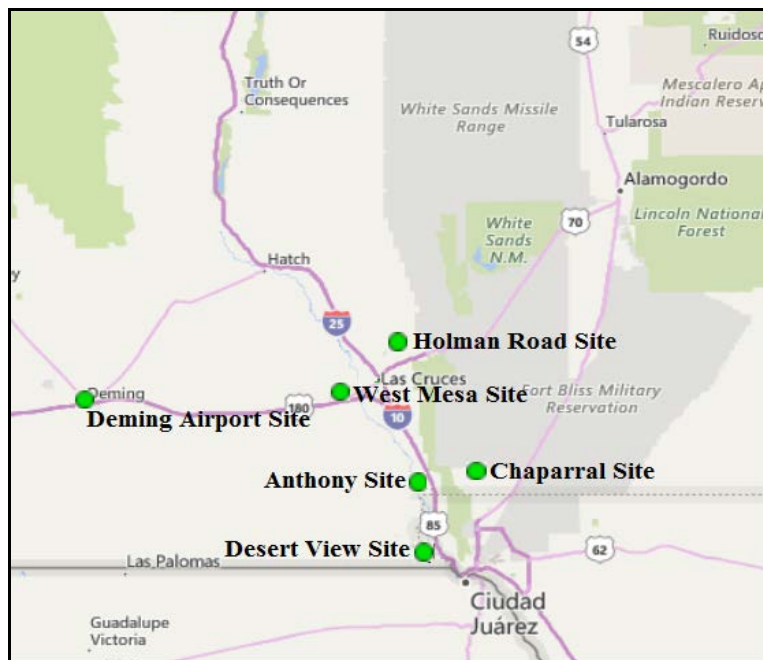 54
Ruidoso
Truth Or
Consequences
White Sands Missile
Range
Mescalero Ap
Indian Reserv
Tularosa
Alamogordo
White
Sands
N.M.
70
Lincoln National
Forest
Hatch
y
25
Holman Road Site
Las Cruces
West Mesa Site
Fort Bliss Military
Reservation
Deming
180
10
Deming Airport Site
Anthony Site
Chaparral Site
85
Desert View Site
62
Las Palomas
Ciudad
Juárez
Guadalupe
Victoria